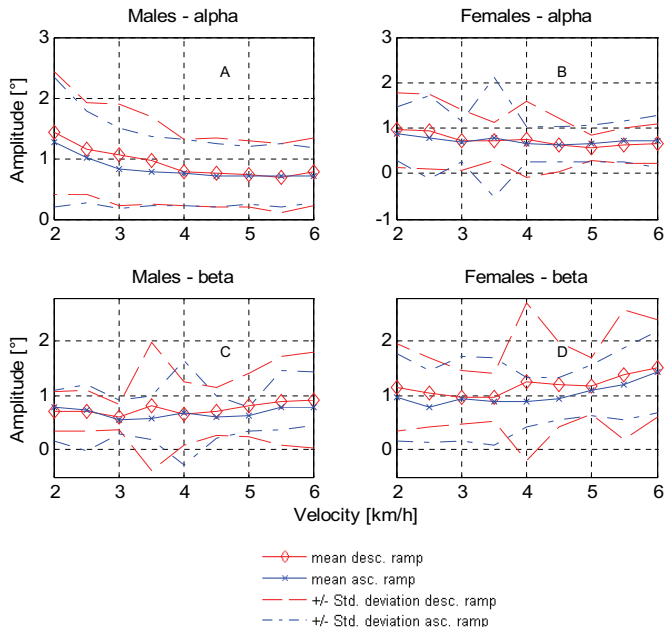 Males - alpha
Females - alpha
Amplitude [°]
3
2
1
0
A
2 3 4 5 6
3
2
1
0
-1
B
2 3 4 5 6
Males - beta
Females - beta
Amplitude [°]
2
1
0
C
2 3 4 5 6
2
1
0
D
2 3 4 5 6
Velocity [km/h]
mean desc. ramp
mean asc. ramp
+/- Std. deviation desc. ramp
+/- Std. deviation asc. ramp